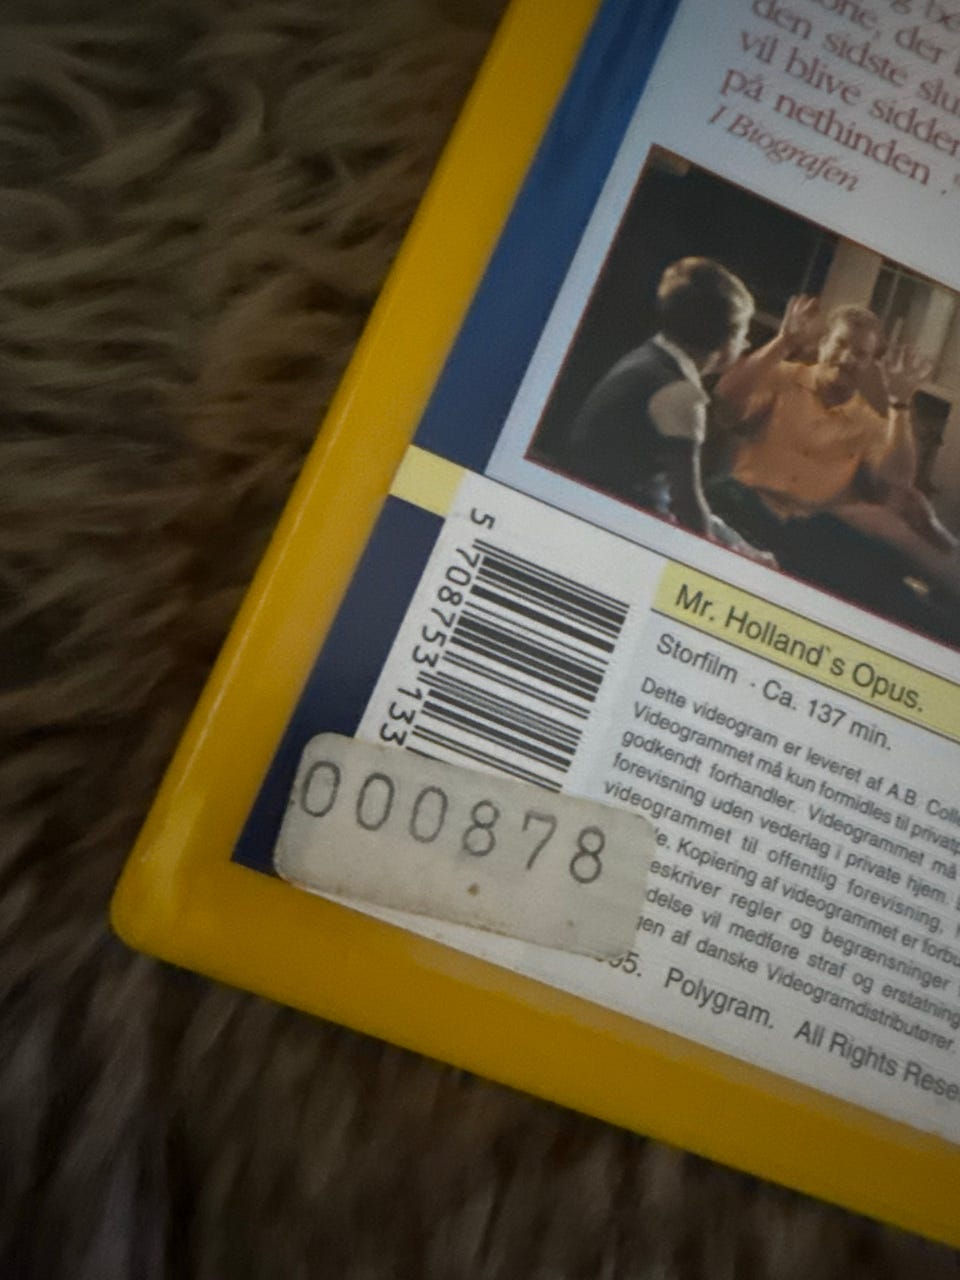 den sidste
vil blive
på nethinden."
I Biografen
5 708753 133
Mr. Holland`s Opus.
Storfilm · Ca. 137 min.
Dette videogram er leveret af A.B.
Videogrammet må kun formidles til
godkendt forhandler. Videogrammet må
forevisning uden vederlag i private hjem.
videogrammet til offentlig forevisning,
Kopiering af videogrammet er
regler og begrænsninger
vil medføre straf og
af danske Videogramdistributører.
Polygram. All Rights
000878